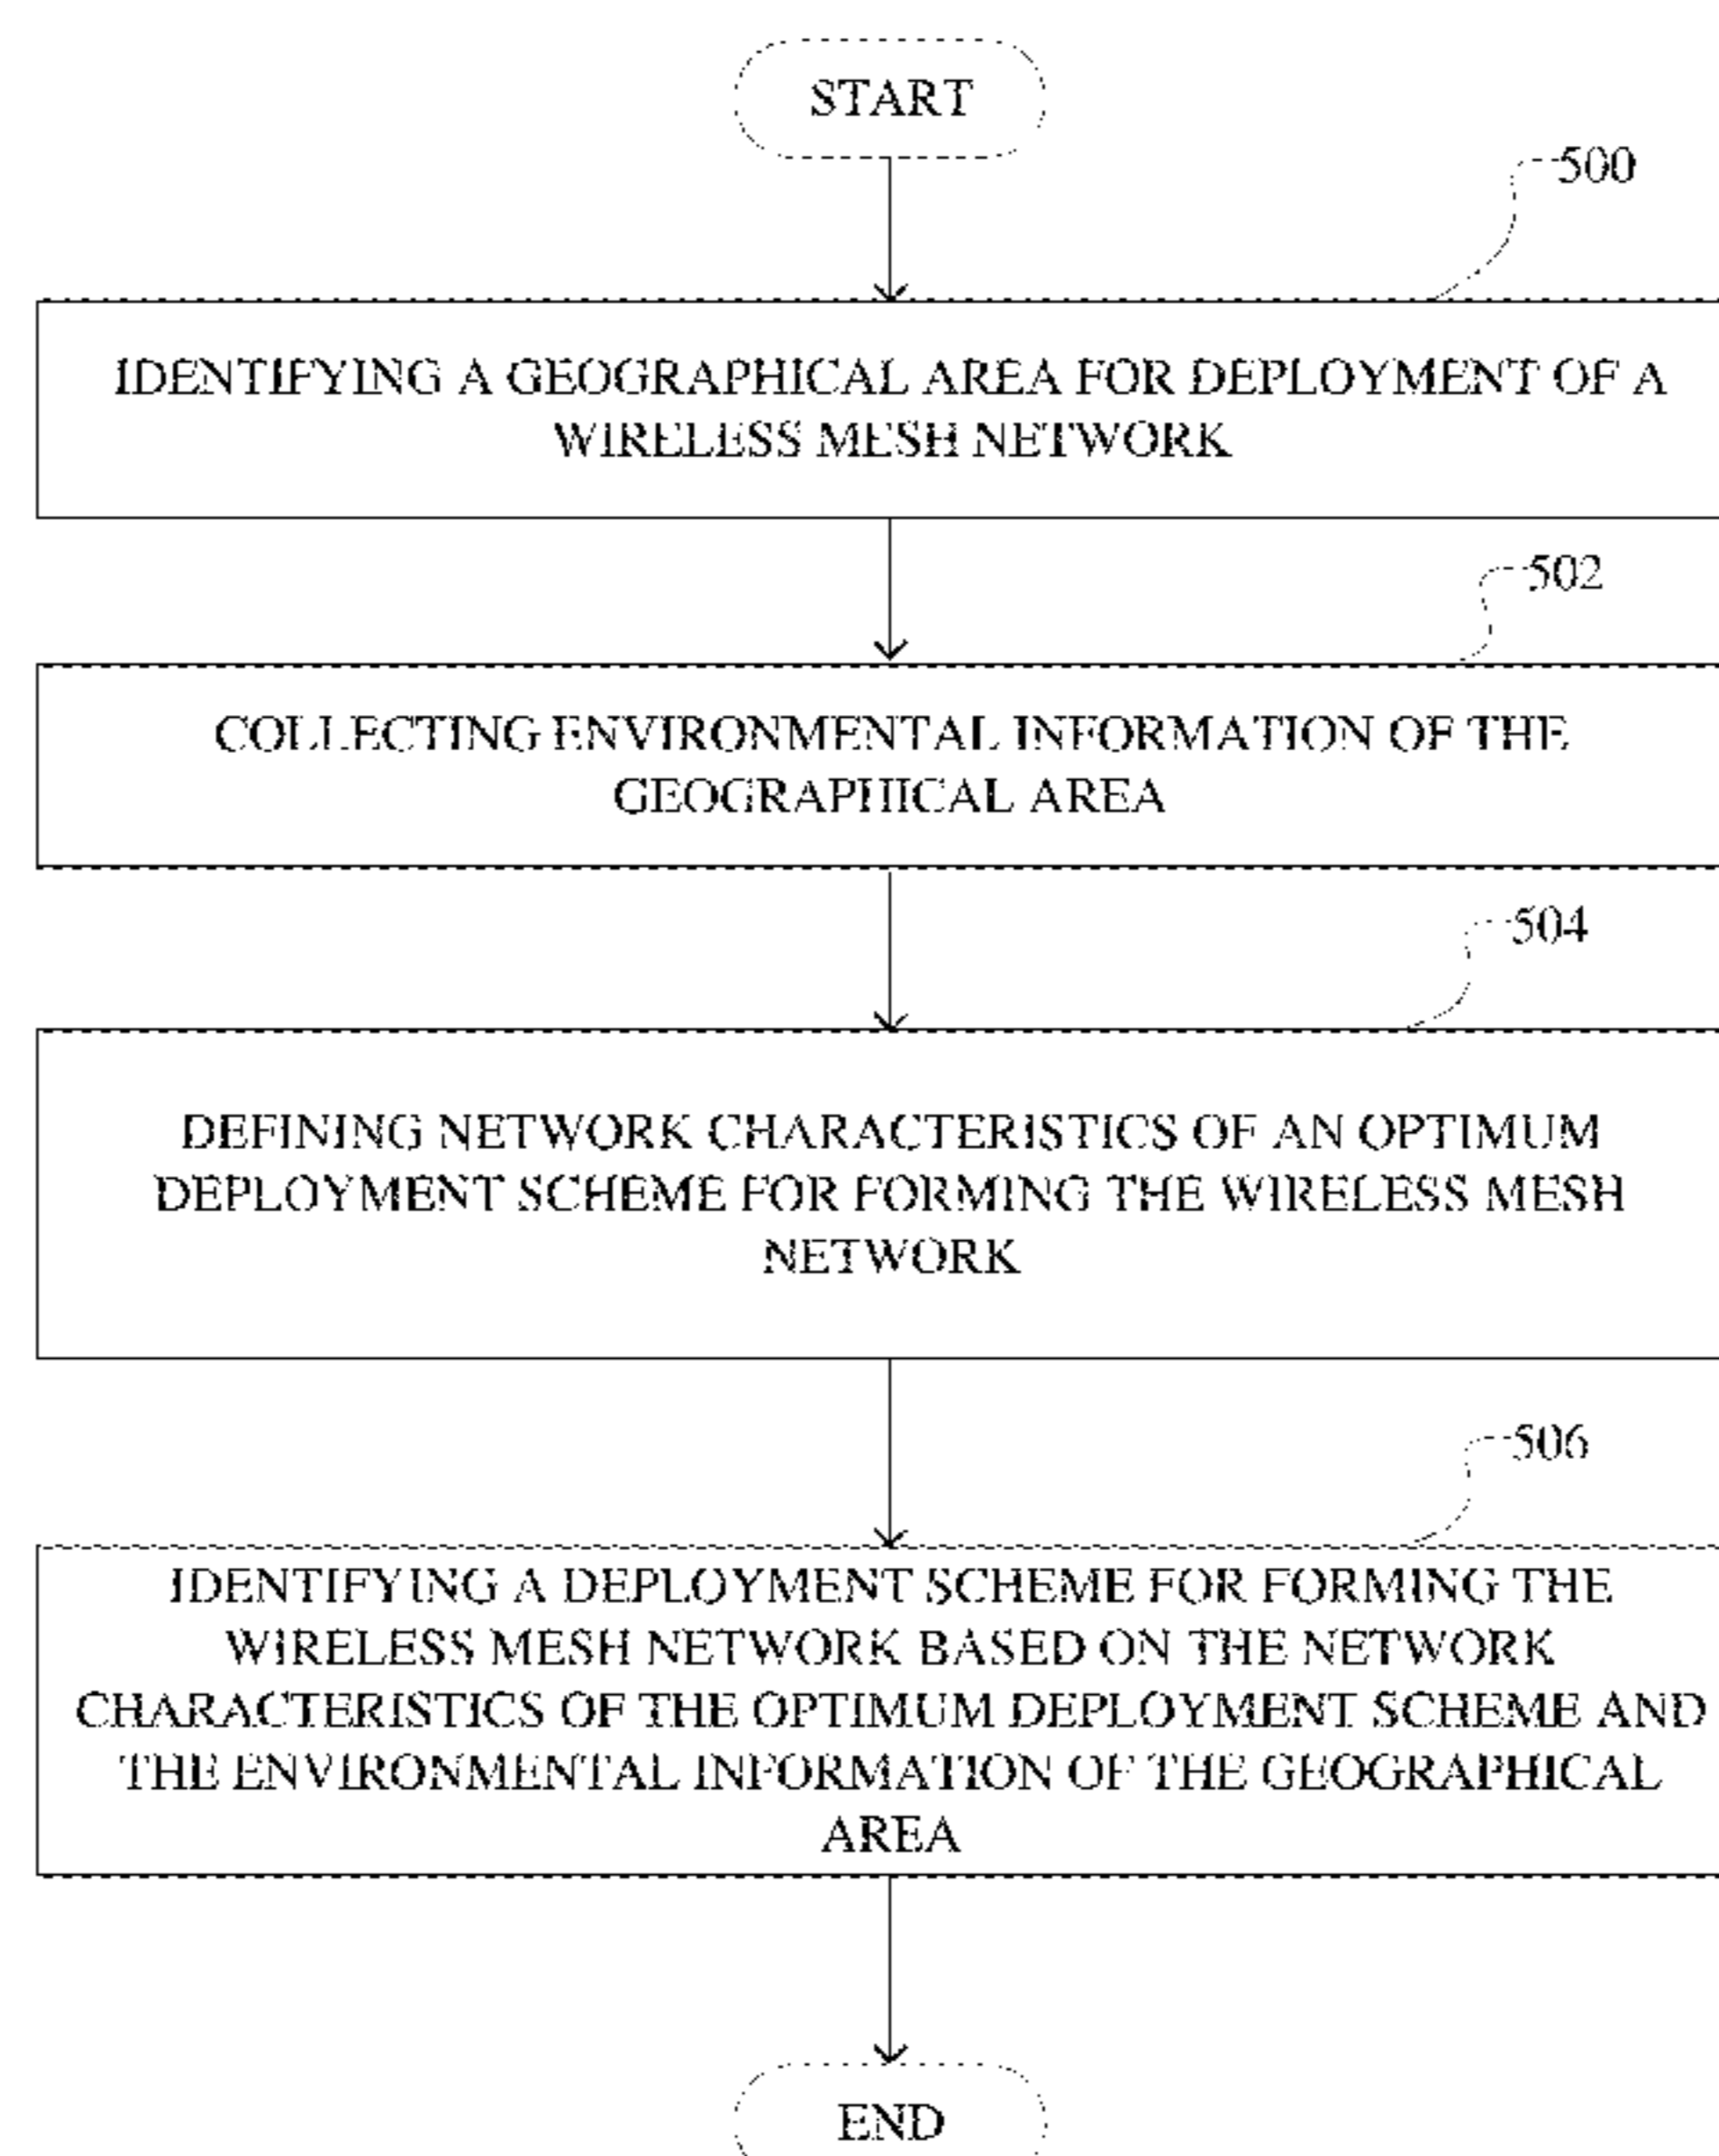 START
500
IDENTIFYING A GEOGRAPHICAL AREA FOR DEPLOYMENT OF A
WIRELESS MESH NETWORK
502
COLLECTING ENVIRONMENTAL INFORMATION OF THE
GEOGRAPHICAL AREA
504
DEFINING NETWORK CHARACTERISTICS OF AN OPTIMUM
DEPLOYMENT SCHEME FOR FORMING THE WIRELESS MESH
NETWORK
506
IDENTIFYING A DEPLOYMENT SCHEME FOR FORMING THE
WIRELESS MESH NETWORK BASED ON THE NETWORK
CHARACTERISTICS OF THE OPTIMUM DEPLOYMENT SCHEME AND
THE ENVIRONMENTAL INFORMATION OF THE GEOGRAPHICAL
AREA
END